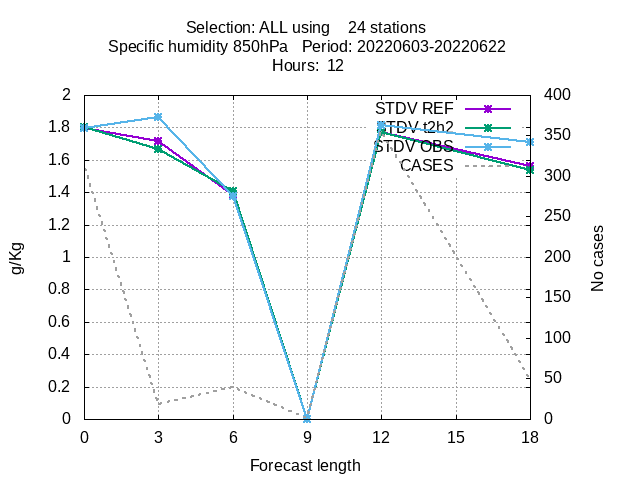 Selection: ALL using    24 stations
Specific humidity 850hPa   Period: 20220603-20220622
Hours:  12
2
1.8
1.6
1.4
1.2
1
0.8
0.6
0.4
0.2
0
400
350
300
250
200
150
100
50
0
STDV REF
STDV t2h2
STDV OBS
CASES
g/Kg
No cases
0 3 6 9 12 15 18
Forecast length